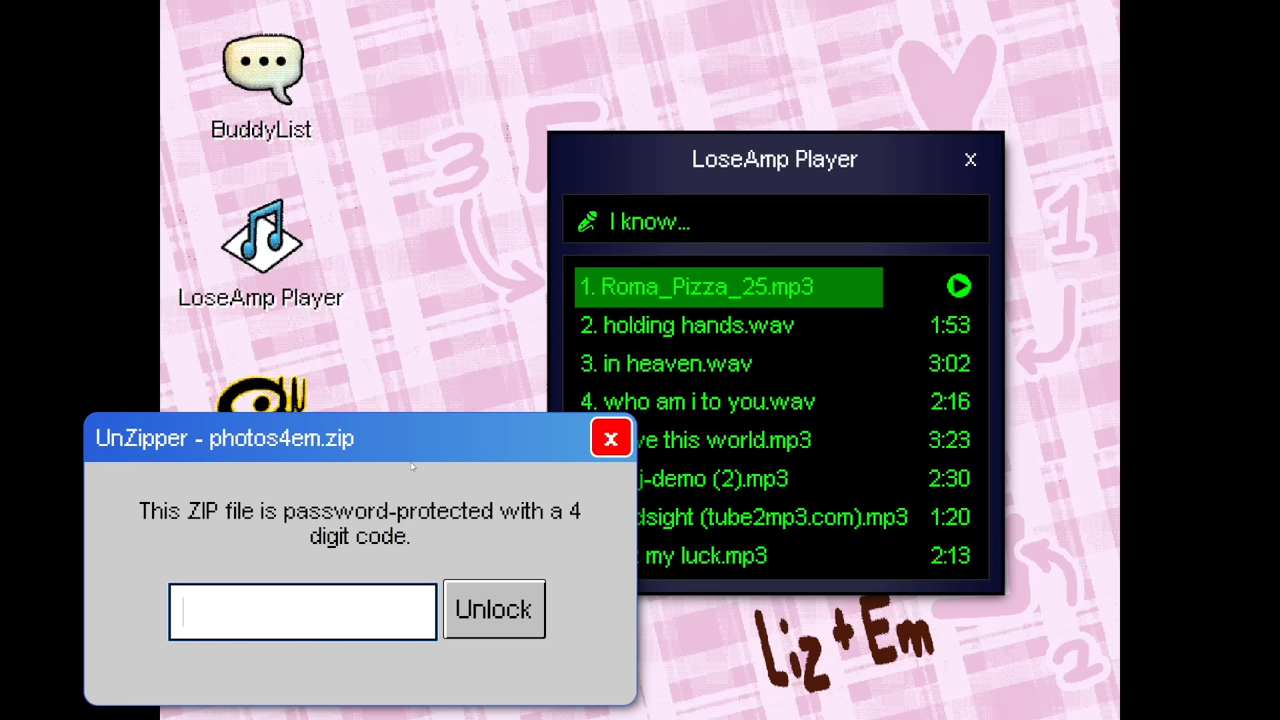 BuddyList
LoseAmp Player
LoseAmp Player
x
I know...
1. Roma_Pizza_25.mp3
2. holding hands.wav 1:53
3. in heaven.wav 3:02
4. who am i to you.wav 2:16
ve this world.mp3 3:23
j-demo (2).mp3 2:30
dsight (tube2mp3.com).mp3 1:20
my luck.mp3 2:13
UnZipper - photos4em.zip
x
This ZIP file is password-protected with a 4
digit code.
Unlock
3
1
2
Liz + Em